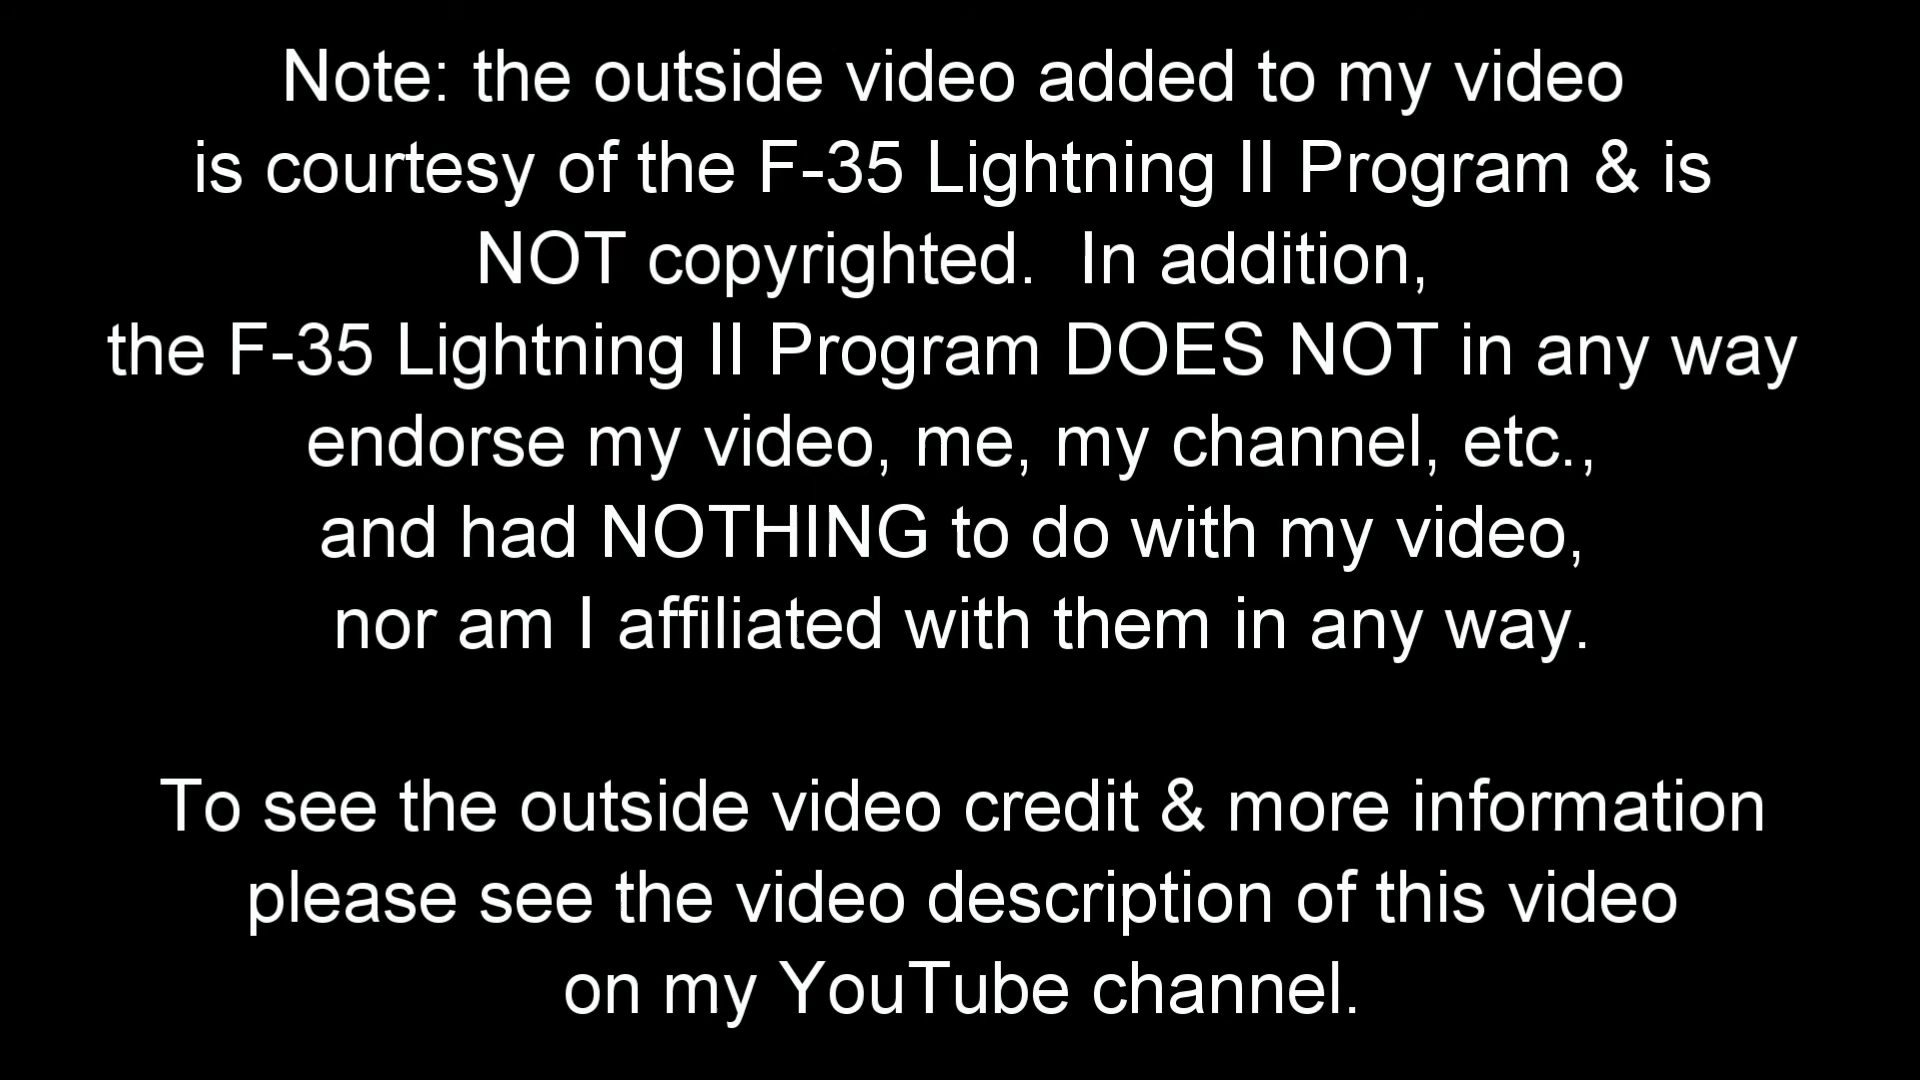 Note: the outside video added to my video
is courtesy of the F-35 Lightning II Program & is
NOT copyrighted.  In addition,
the F-35 Lightning II Program DOES NOT in any way
endorse my video, me, my channel, etc.,
and had NOTHING to do with my video,
nor am I affiliated with them in any way.
To see the outside video credit & more information
please see the video description of this video
on my YouTube channel.